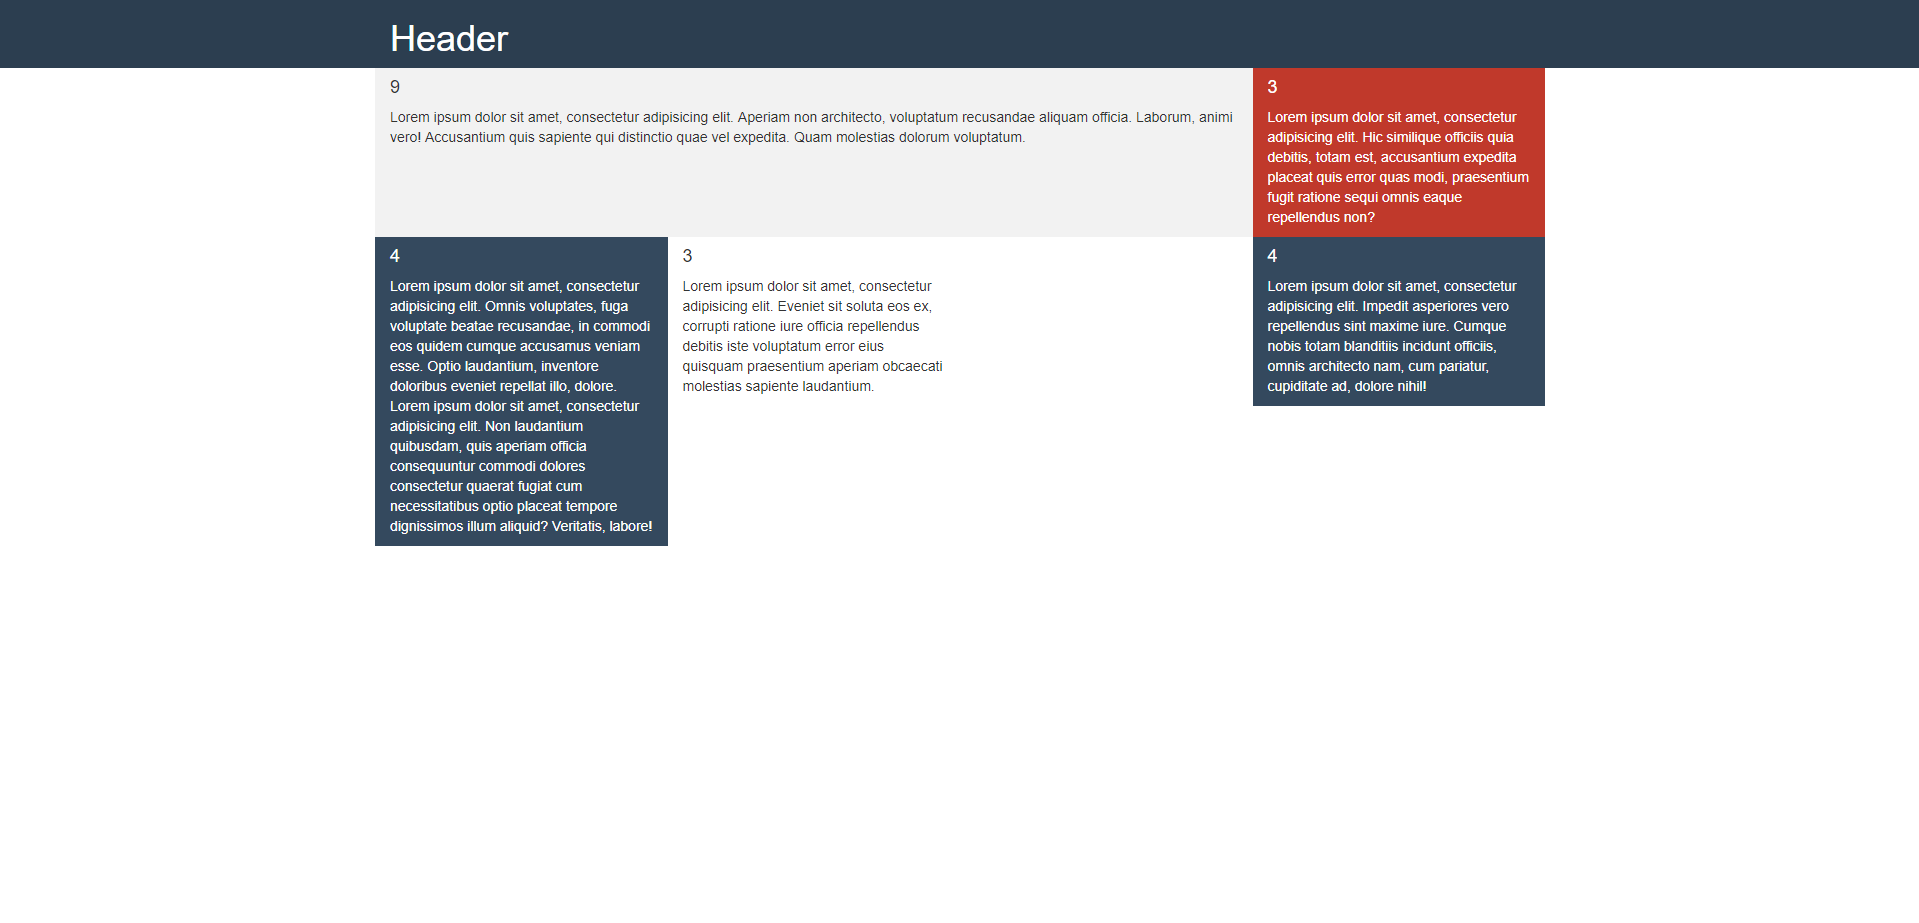 Header
9
Lorem ipsum dolor sit amet, consectetur adipisicing elit. Aperiam non architecto, voluptatum recusandae aliquam officia. Laborum, animi
vero! Accusantium quis sapiente qui distinctio quae vel expedita. Quam molestias dolorum voluptatum.
3
Lorem ipsum dolor sit amet, consectetur
adipisicing elit. Hic similique officiis quia
debitis, totam est, accusantium expedita
placeat quis error quas modi, praesentium
fugit ratione sequi omnis eaque
repellendus non?
4
Lorem ipsum dolor sit amet, consectetur
adipisicing elit. Omnis voluptates, fuga
voluptate beatae recusandae, in commodi
eos quidem cumque accusamus veniam
esse. Optio laudantium, inventore
doloribus eveniet repellat illo, dolore.
Lorem ipsum dolor sit amet, consectetur
adipisicing elit. Non laudantium
quibusdam, quis aperiam officia
consequuntur commodi dolores
consectetur quaerat fugiat cum
necessitatibus optio placeat tempore
dignissimos illum aliquid? Veritatis, labore!
3
Lorem ipsum dolor sit amet, consectetur
adipisicing elit. Eveniet sit soluta eos ex,
corrupti ratione iure officia repellendus
debitis iste voluptatum error eius
quisquam praesentium aperiam obcaecati
molestias sapiente laudantium.
4
Lorem ipsum dolor sit amet, consectetur
adipisicing elit. Impedit asperiores vero
repellendus sint maxime iure. Cumque
nobis totam blanditiis incidunt officiis,
omnis architecto nam, cum pariatur,
cupiditate ad, dolore nihil!